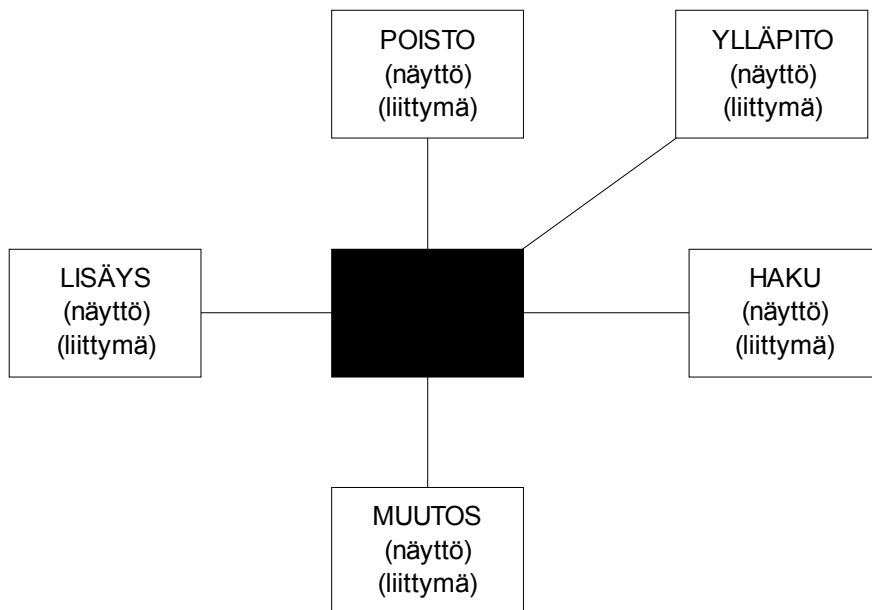 POISTO
(näyttö)
(liittymä)
YLLÄPITO
(näyttö)
(liittymä)
LISÄYS
(näyttö)
(liittymä)
HAKU
(näyttö)
(liittymä)
MUUTOS
(näyttö)
(liittymä)